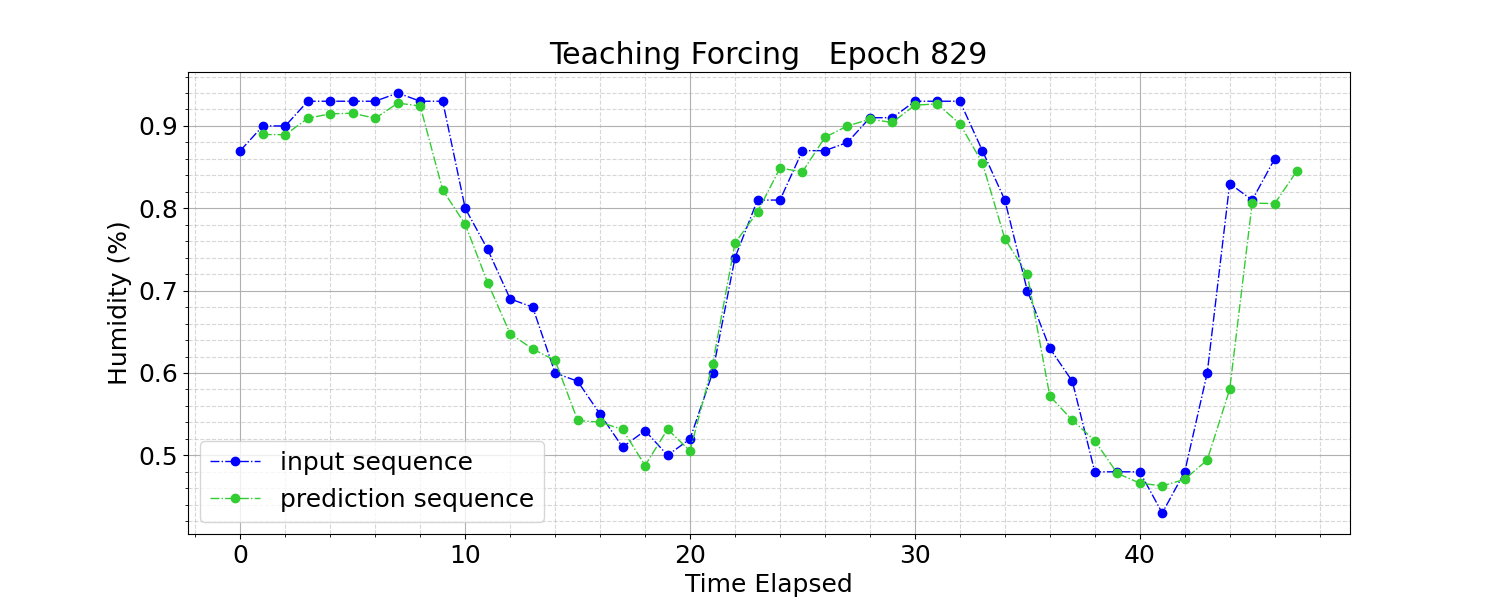 Teaching Forcing   Epoch 829
Humidity (%)
0.9
0.8
0.7
0.6
0.5
input sequence
prediction sequence
0 10 20 30 40
Time Elapsed